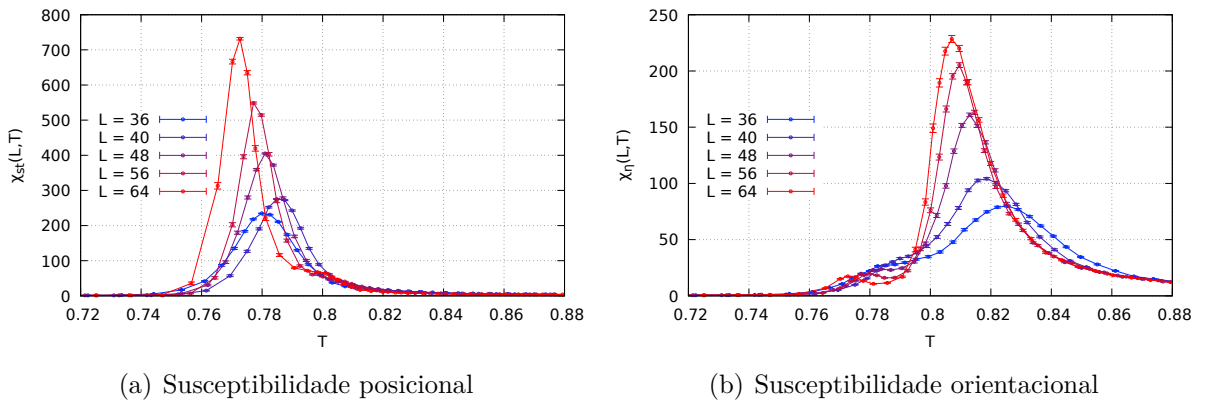 800
700
600
500
400
300
200
100
0
χst(L,T)
L = 36
L = 40
L = 48
L = 56
L = 64
0.72 0.74 0.76 0.78 0.8 0.82 0.84 0.86 0.88
T
(a) Susceptibilidade posicional
250
200
150
100
50
0
χη(L,T)
L = 36
L = 40
L = 48
L = 56
L = 64
0.72 0.74 0.76 0.78 0.8 0.82 0.84 0.86 0.88
T
(b) Susceptibilidade orientacional